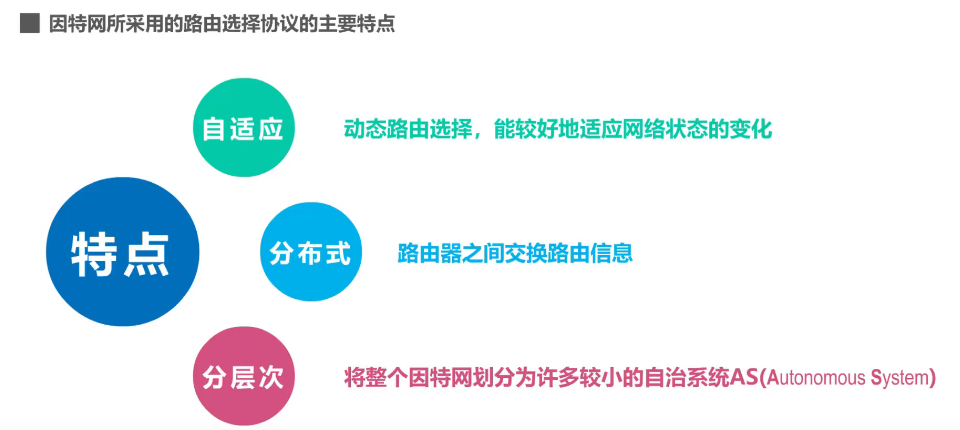 因特网所采用的路由选择协议的主要特点
自适应
动态路由选择，能较好地适应网络状态的变化
特点
分布式
路由器之间交换路由信息
分层次
将整个因特网划分为许多较小的自治系统AS(Autonomous System)